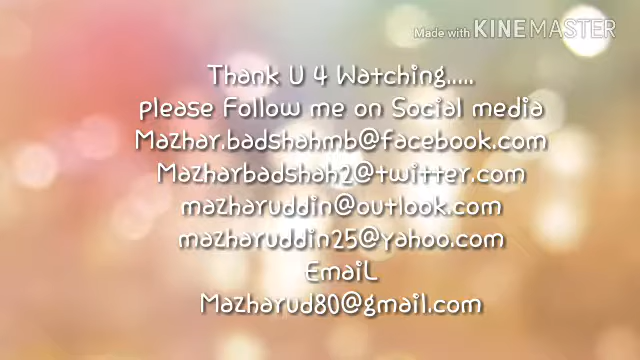 Made with KINEMASTER
Thank U 4 Watching.....
please Follow me on Social media
Mazhar.badshahmb@facebook.com
Mazharbadshah2@twitter.com
mazharuddin@outlook.com
mazharuddin25@yahoo.com
EmaiL
Mazharud80@gmail.com